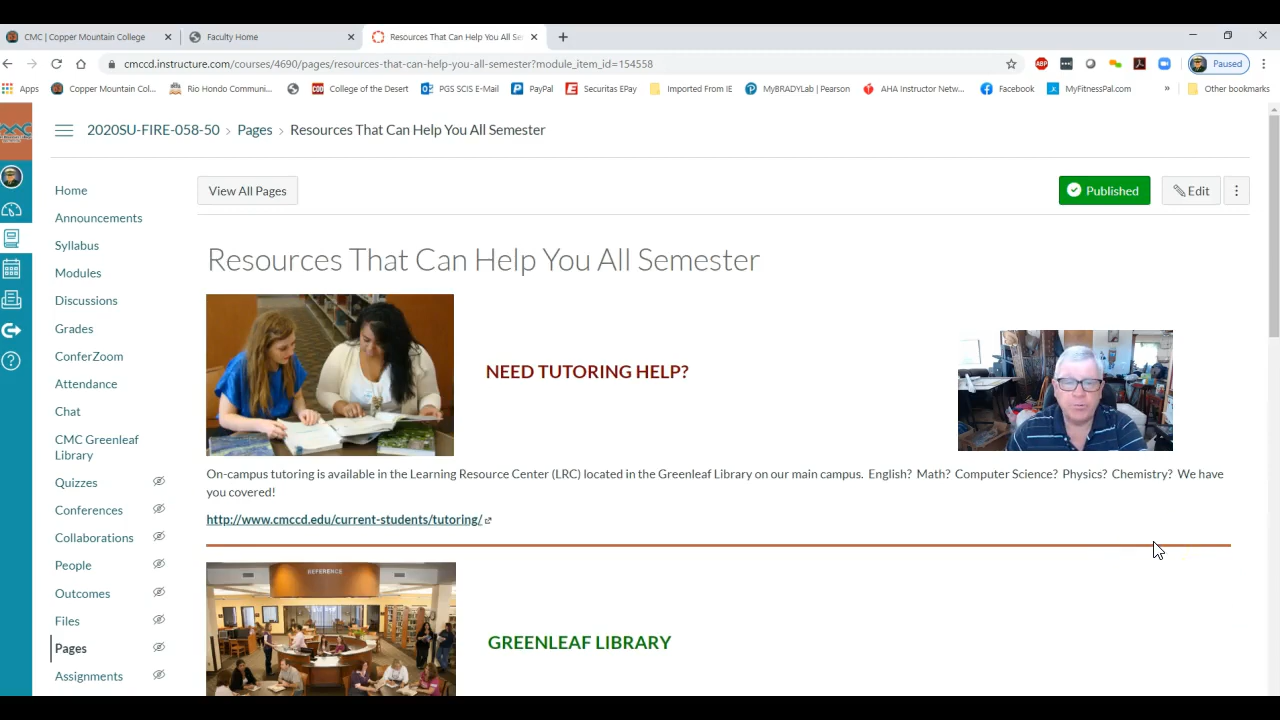 CMC | Copper Mountain College
Faculty Home
Resources That Can Help You All Se
cmccd.instructure.com/courses/4690/pages/resources-that-can-help-you-all-semester?module_item_id=154558
ABP
Paused
Apps
Copper Mountain Col...
Rio Hondo Communi...
COD
College of the Desert
PGS SCIS E-Mail
PayPal
Securitas EPay
Imported From IE
MyBRADYLab | Pearson
AHA Instructor Netw...
Facebook
MyFitnessPal.com
»
Other bookmarks
2020SU-FIRE-058-50 › Pages › Resources That Can Help You All Semester
Home
Announcements
Syllabus
Modules
Discussions
Grades
ConferZoom
Attendance
Chat
CMC Greenleaf
Library
Quizzes
Conferences
Collaborations
People
Outcomes
Files
Pages
Assignments
View All Pages
Published
Edit
Resources That Can Help You All Semester
NEED TUTORING HELP?
On-campus tutoring is available in the Learning Resource Center (LRC) located in the Greenleaf Library on our main campus. English? Math? Computer Science? Physics? Chemistry? We have
you covered!
http://www.cmccd.edu/current-students/tutoring/
REFERENCE
GREENLEAF LIBRARY